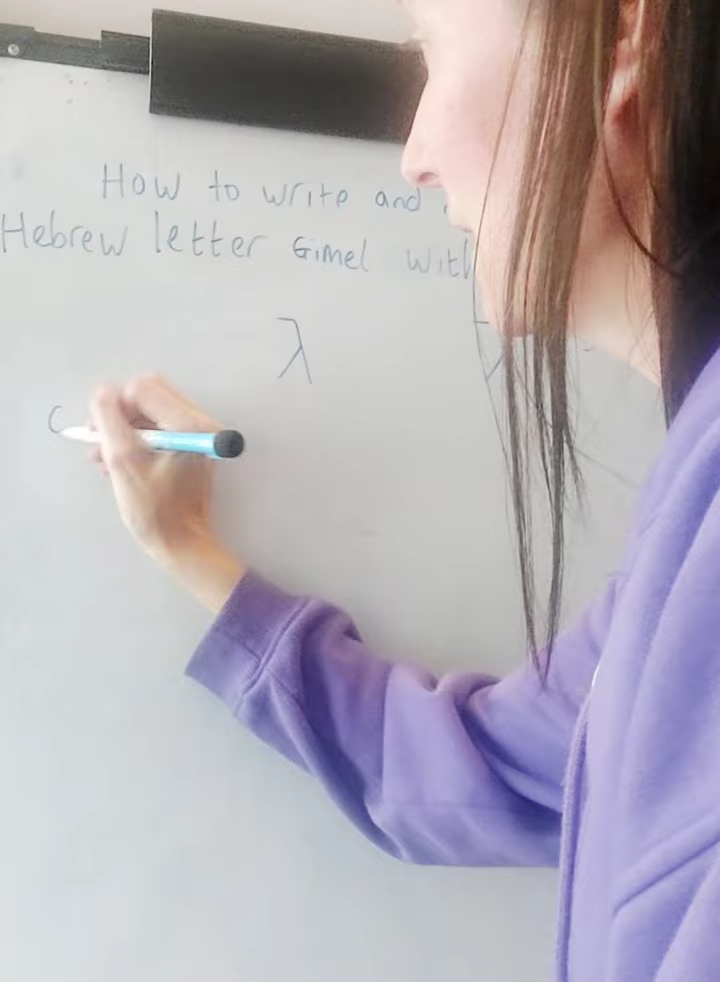 How to write and
Hebrew letter Gimel With
λ λ
C